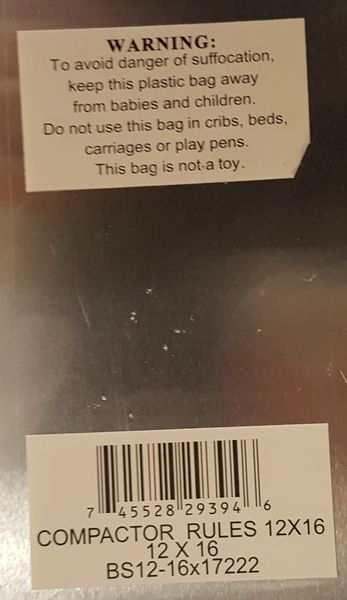 WARNING:
To avoid danger of suffocation,
keep this plastic bag away
from babies and children.
Do not use this bag in cribs, beds,
carriages or play pens.
This bag is not a toy.
7 45528 29394 6
COMPACTOR RULES 12X16
12 X 16
BS12-16x17222